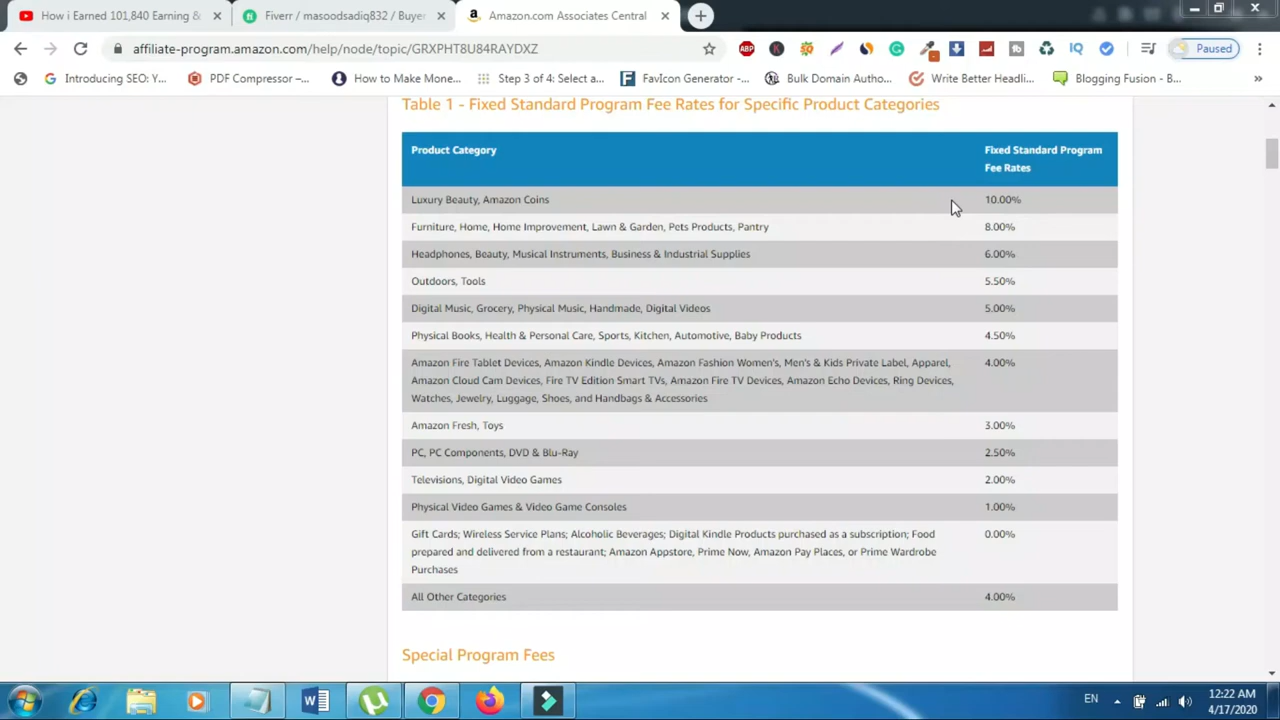 How i Earned 101,840 Earning &
Fiverr / masoodsadiq832 / Buyer
Amazon.com Associates Central
affiliate-program.amazon.com/help/node/topic/GRXPHT8U84RAYDXZ
ABP
K
IQ
Paused
Introducing SEO: Y...
PDF Compressor –...
How to Make Mone...
Step 3 of 4: Select a...
FavIcon Generator -...
Bulk Domain Autho...
Write Better Headli...
Blogging Fusion - B...
Table 1 - Fixed Standard Program Fee Rates for Specific Product Categories
Product Category
Fixed Standard Program
Fee Rates
Luxury Beauty, Amazon Coins 10.00%
Furniture, Home, Home Improvement, Lawn & Garden, Pets Products, Pantry 8.00%
Headphones, Beauty, Musical Instruments, Business & Industrial Supplies 6.00%
Outdoors, Tools 5.50%
Digital Music, Grocery, Physical Music, Handmade, Digital Videos 5.00%
Physical Books, Health & Personal Care, Sports, Kitchen, Automotive, Baby Products 4.50%
Amazon Fire Tablet Devices, Amazon Kindle Devices, Amazon Fashion Women's, Men's & Kids Private Label, Apparel, 4.00%
Amazon Cloud Cam Devices, Fire TV Edition Smart TVs, Amazon Fire TV Devices, Amazon Echo Devices, Ring Devices,
Watches, Jewelry, Luggage, Shoes, and Handbags & Accessories
Amazon Fresh, Toys 3.00%
PC, PC Components, DVD & Blu-Ray 2.50%
Televisions, Digital Video Games 2.00%
Physical Video Games & Video Game Consoles 1.00%
Gift Cards; Wireless Service Plans; Alcoholic Beverages; Digital Kindle Products purchased as a subscription; Food 0.00%
prepared and delivered from a restaurant; Amazon Appstore, Prime Now, Amazon Pay Places, or Prime Wardrobe
Purchases
All Other Categories 4.00%
Special Program Fees
EN
12:22 AM
4/17/2020